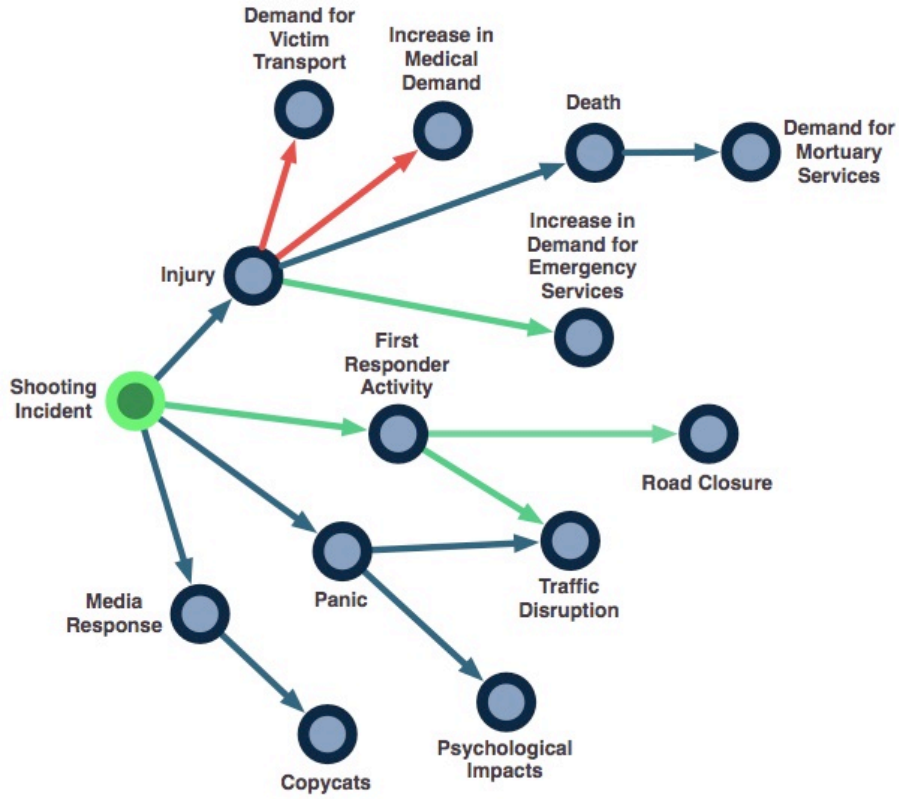 Demand for
Victim
Transport
Increase in
Medical
Demand
Death
Demand for
Mortuary
Services
Increase in
Demand for
Emergency
Services
Injury
First
Responder
Activity
Shooting
Incident
Road Closure
Traffic
Disruption
Panic
Media
Response
Psychological
Impacts
Copycats